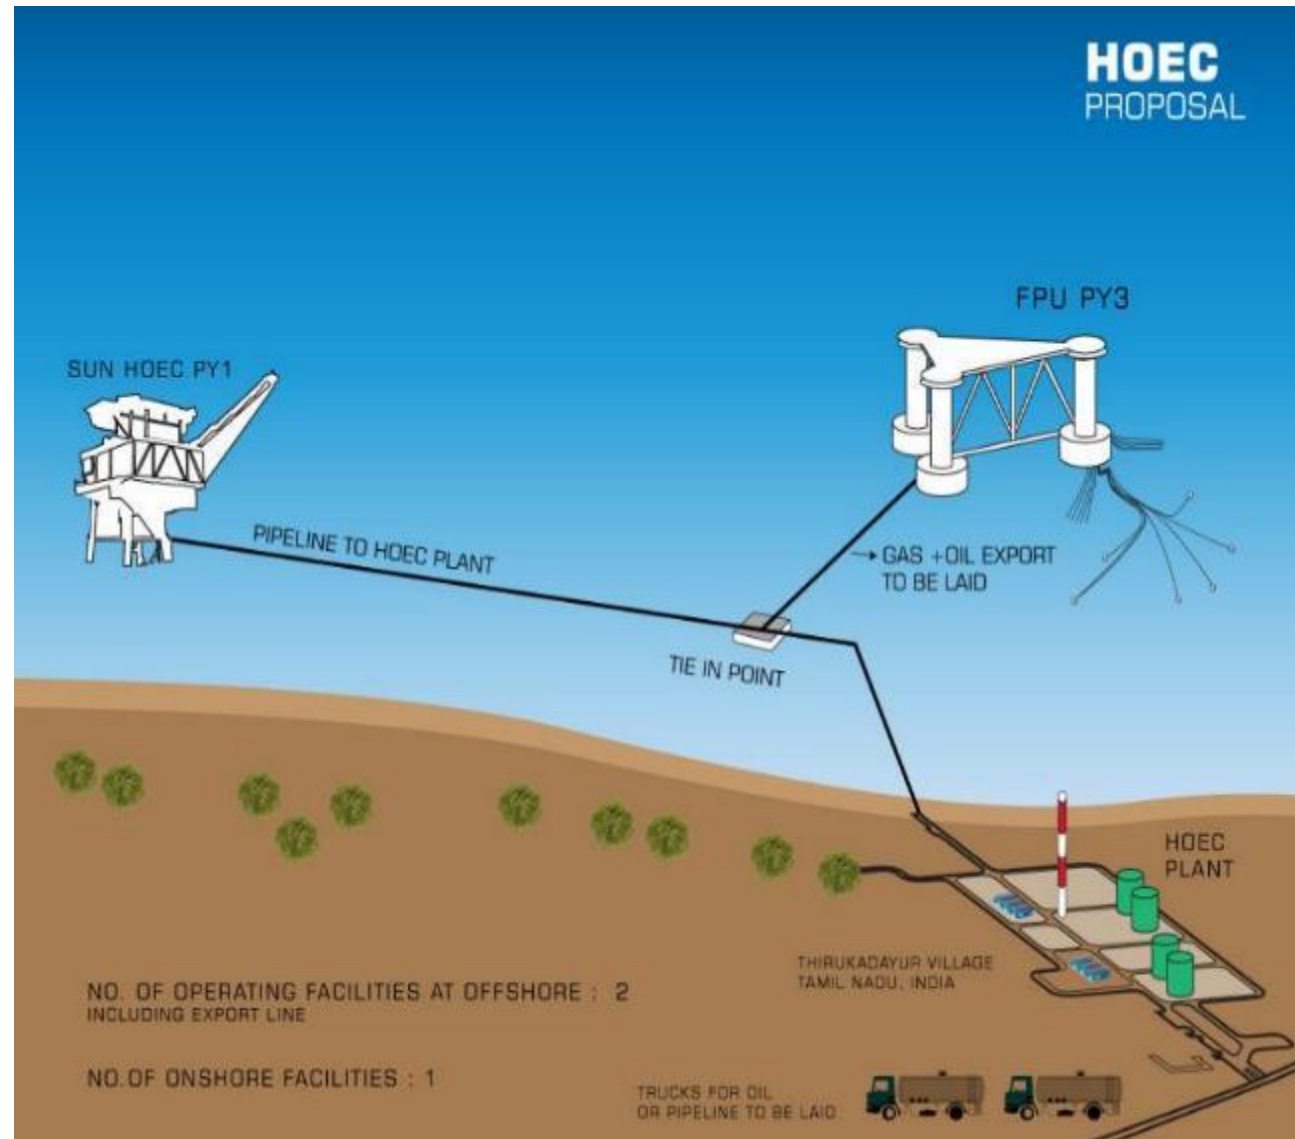 HOEC
PROPOSAL
FPU PY3
SUN HOEC PY1
PIPELINE TO HOEC PLANT
GAS +OIL EXPORT
TO BE LAID
TIE IN POINT
HOEC
PLANT
THIRUKADAYUR VILLAGE
TAMIL NADU, INDIA
NO. OF OPERATING FACILITIES AT OFFSHORE : 2
INCLUDING EXPORT LINE
NO.OF ONSHORE FACILITIES : 1
TRUCKS FOR OIL
OR PIPELINE TO BE LAID